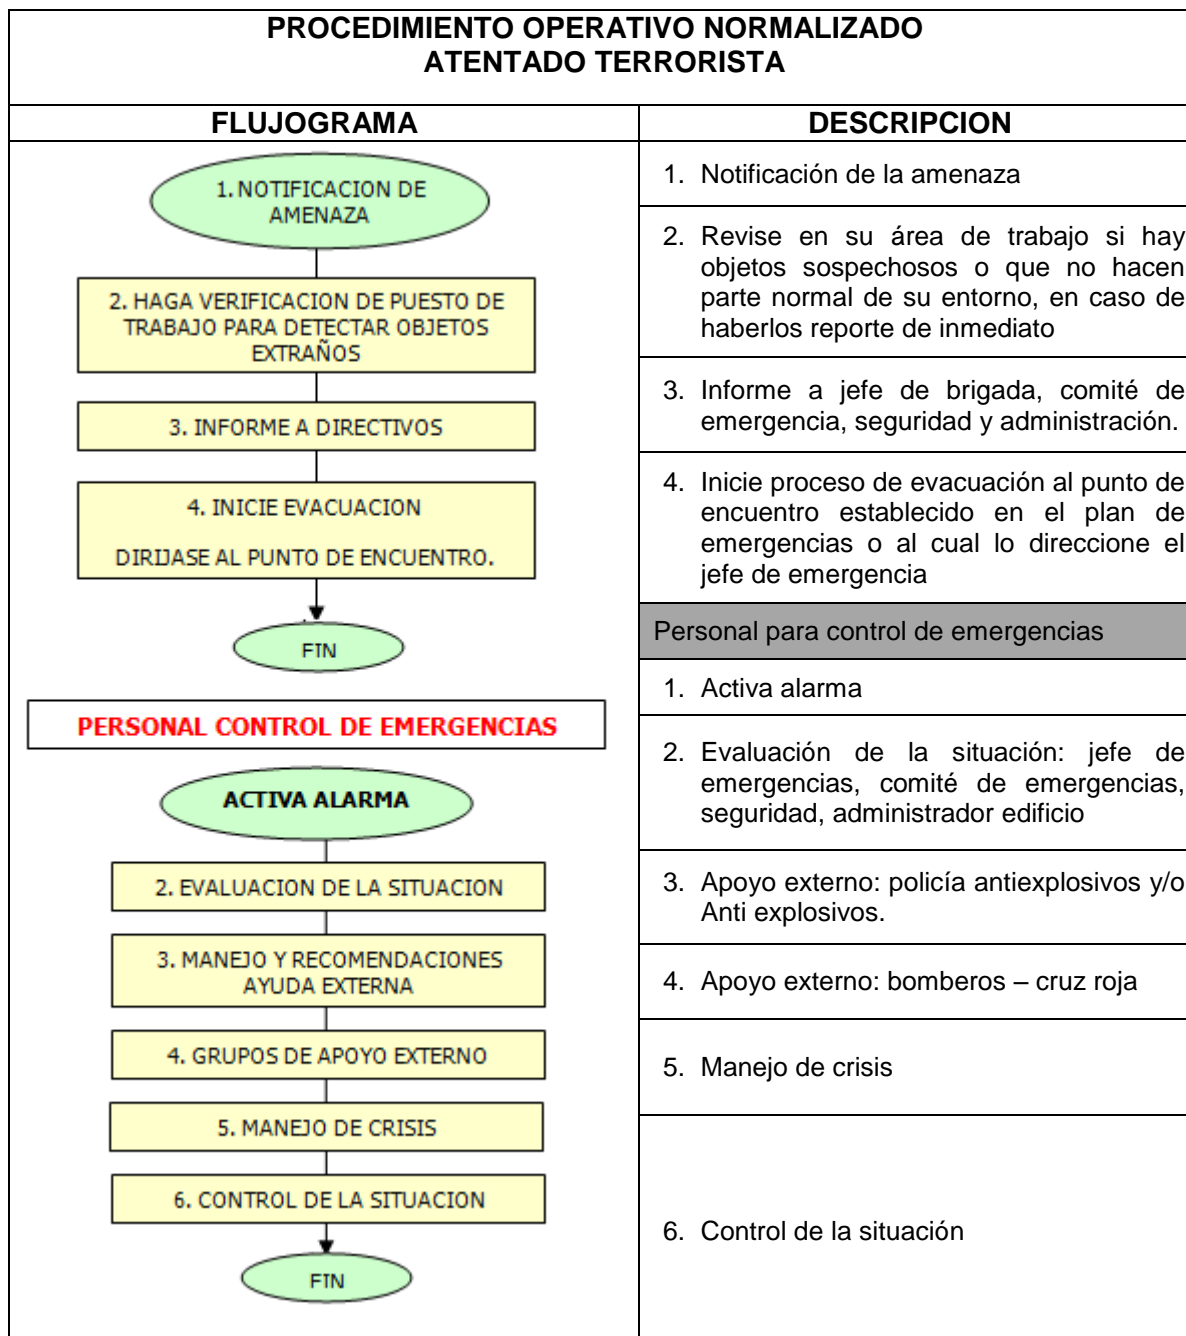 PROCEDIMIENTO OPERATIVO NORMALIZADO
ATENTADO TERRORISTA
FLUJOGRAMA
DESCRIPCION
1. NOTIFICACION DE
AMENAZA
2. HAGA VERIFICACION DE PUESTO DE
TRABAJO PARA DETECTAR OBJETOS
EXTRAÑOS
3. INFORME A DIRECTIVOS
4. INICIE EVACUACION
DIRIJASE AL PUNTO DE ENCUENTRO.
FIN
PERSONAL CONTROL DE EMERGENCIAS
ACTIVA ALARMA
2. EVALUACION DE LA SITUACION
3. MANEJO Y RECOMENDACIONES
AYUDA EXTERNA
4. GRUPOS DE APOYO EXTERNO
5. MANEJO DE CRISIS
6. CONTROL DE LA SITUACION
FIN
1. Notificación de la amenaza
2. Revise en su área de trabajo si hay
objetos sospechosos o que no hacen
parte normal de su entorno, en caso de
haberlos reporte de inmediato
3. Informe a jefe de brigada, comité de
emergencia, seguridad y administración.
4. Inicie proceso de evacuación al punto de
encuentro establecido en el plan de
emergencias o al cual lo direccione el
jefe de emergencia
Personal para control de emergencias
1. Activa alarma
2. Evaluación de la situación: jefe de
emergencias, comité de emergencias,
seguridad, administrador edificio
3. Apoyo externo: policía antiexplosivos y/o
Anti explosivos.
4. Apoyo externo: bomberos – cruz roja
5. Manejo de crisis
6. Control de la situación